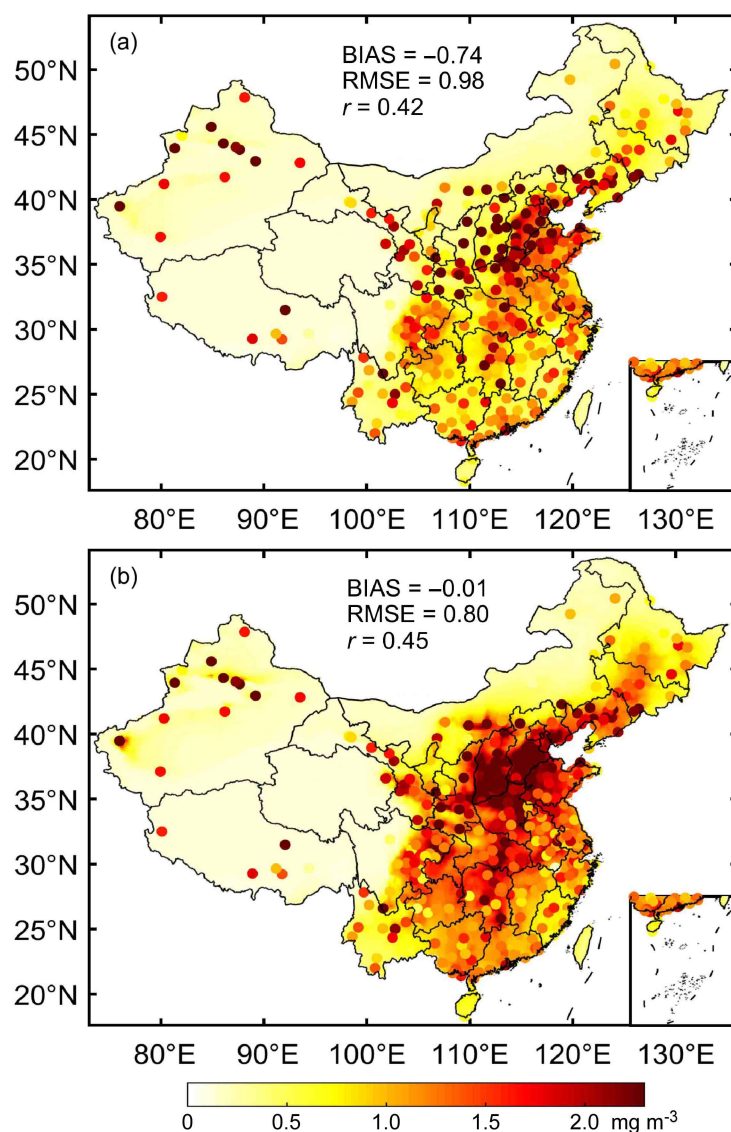 (a)
BIAS = −0.74
RMSE = 0.98
r = 0.42
50°N
45°N
40°N
35°N
30°N
25°N
20°N
80°E 90°E 100°E 110°E 120°E 130°E
(b)
BIAS = −0.01
RMSE = 0.80
r = 0.45
50°N
45°N
40°N
35°N
30°N
25°N
20°N
80°E 90°E 100°E 110°E 120°E 130°E
0 0.5 1.0 1.5 2.0 mg m⁻³